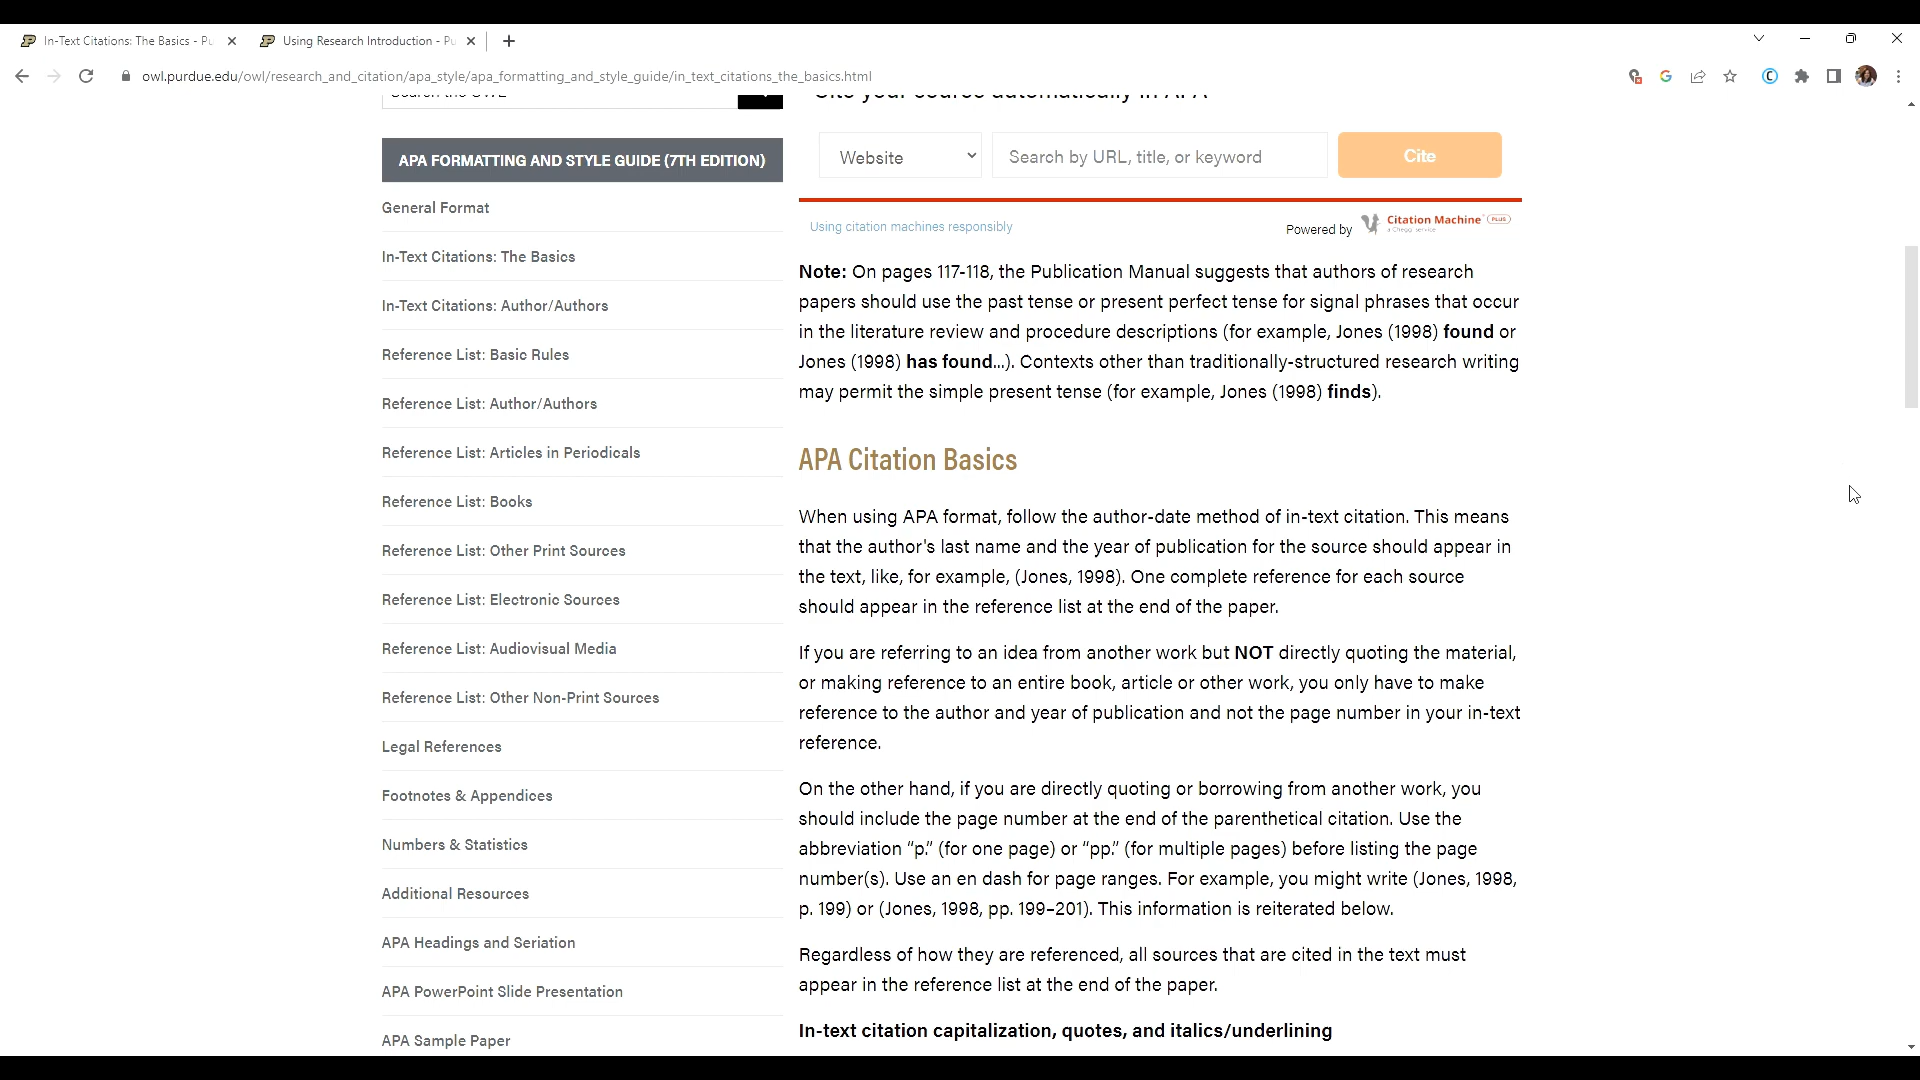 In-Text Citations: The Basics - Pu
Using Research Introduction - Pu
owl.purdue.edu/owl/research_and_citation/apa_style/apa_formatting_and_style_guide/in_text_citations_the_basics.html
APA FORMATTING AND STYLE GUIDE (7TH EDITION)
General Format
In-Text Citations: The Basics
In-Text Citations: Author/Authors
Reference List: Basic Rules
Reference List: Author/Authors
Reference List: Articles in Periodicals
Reference List: Books
Reference List: Other Print Sources
Reference List: Electronic Sources
Reference List: Audiovisual Media
Reference List: Other Non-Print Sources
Legal References
Footnotes & Appendices
Numbers & Statistics
Additional Resources
APA Headings and Seriation
APA PowerPoint Slide Presentation
APA Sample Paper
Website
Search by URL, title, or keyword
Cite
Using citation machines responsibly
Powered by
Citation Machine PLUS
a Chegg service
Note: On pages 117-118, the Publication Manual suggests that authors of research
papers should use the past tense or present perfect tense for signal phrases that occur
in the literature review and procedure descriptions (for example, Jones (1998) found or
Jones (1998) has found...). Contexts other than traditionally-structured research writing
may permit the simple present tense (for example, Jones (1998) finds).
APA Citation Basics
When using APA format, follow the author-date method of in-text citation. This means
that the author's last name and the year of publication for the source should appear in
the text, like, for example, (Jones, 1998). One complete reference for each source
should appear in the reference list at the end of the paper.
If you are referring to an idea from another work but NOT directly quoting the material,
or making reference to an entire book, article or other work, you only have to make
reference to the author and year of publication and not the page number in your in-text
reference.
On the other hand, if you are directly quoting or borrowing from another work, you
should include the page number at the end of the parenthetical citation. Use the
abbreviation “p.” (for one page) or “pp.” (for multiple pages) before listing the page
number(s). Use an en dash for page ranges. For example, you might write (Jones, 1998,
p. 199) or (Jones, 1998, pp. 199–201). This information is reiterated below.
Regardless of how they are referenced, all sources that are cited in the text must
appear in the reference list at the end of the paper.
In-text citation capitalization, quotes, and italics/underlining